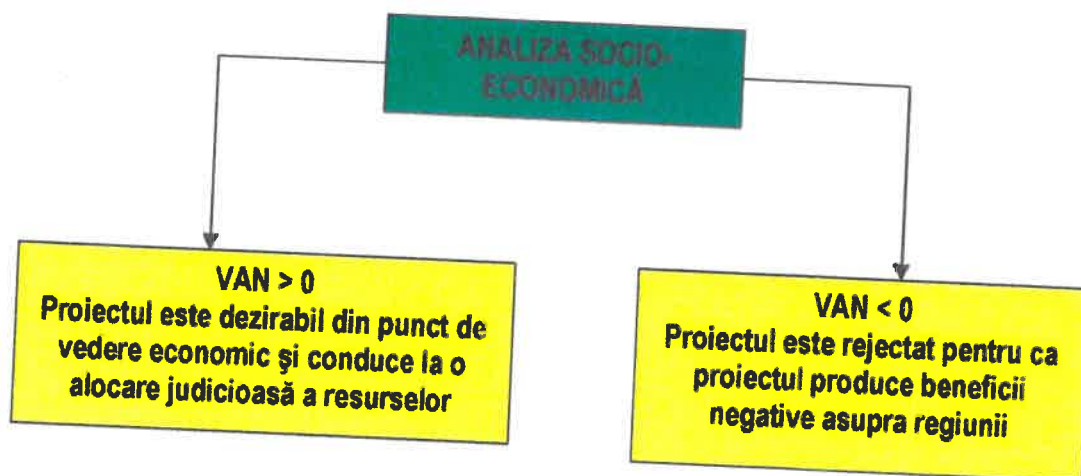 ANALIZA SOCIO-
ECONOMICĂ
VAN > 0
Proiectul este dezirabil din punct de
vedere economic şi conduce la o
alocare judicioasă a resurselor
VAN < 0
Proiectul este rejectat pentru ca
proiectul produce beneficii
negative asupra regiunii